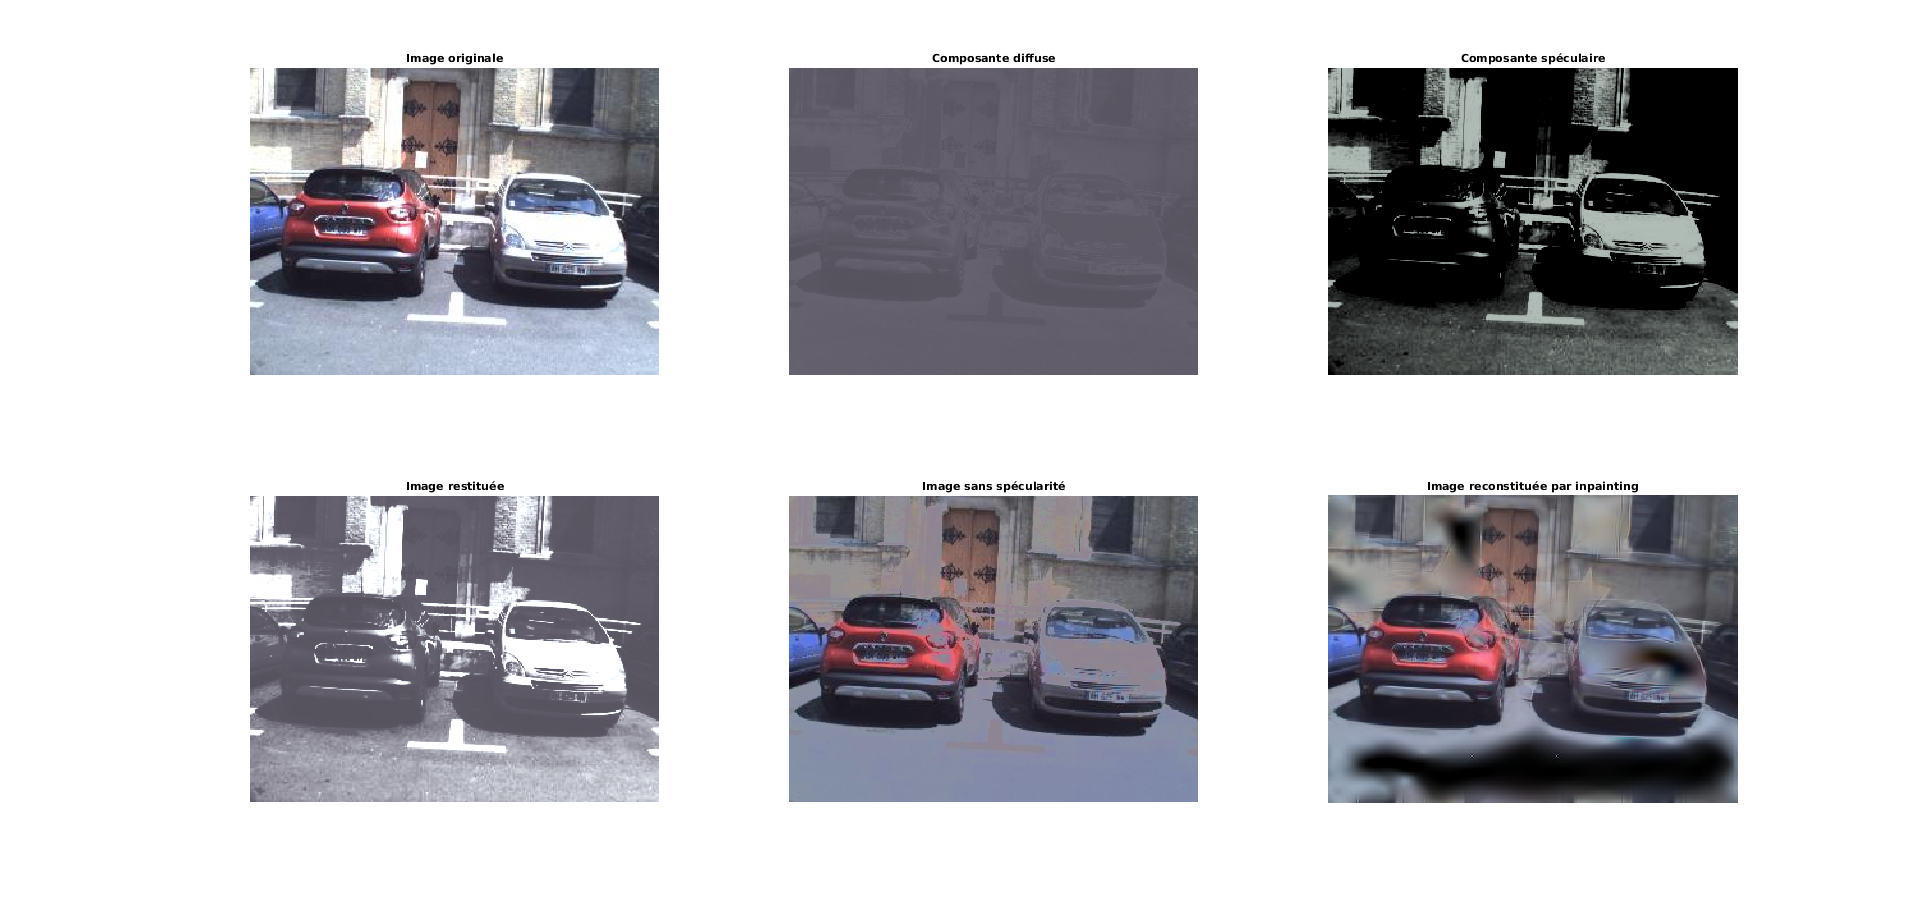 Image originale
Composante diffuse
Composante spéculaire
Image restituée
Image sans spécularité
Image reconstituée par inpainting